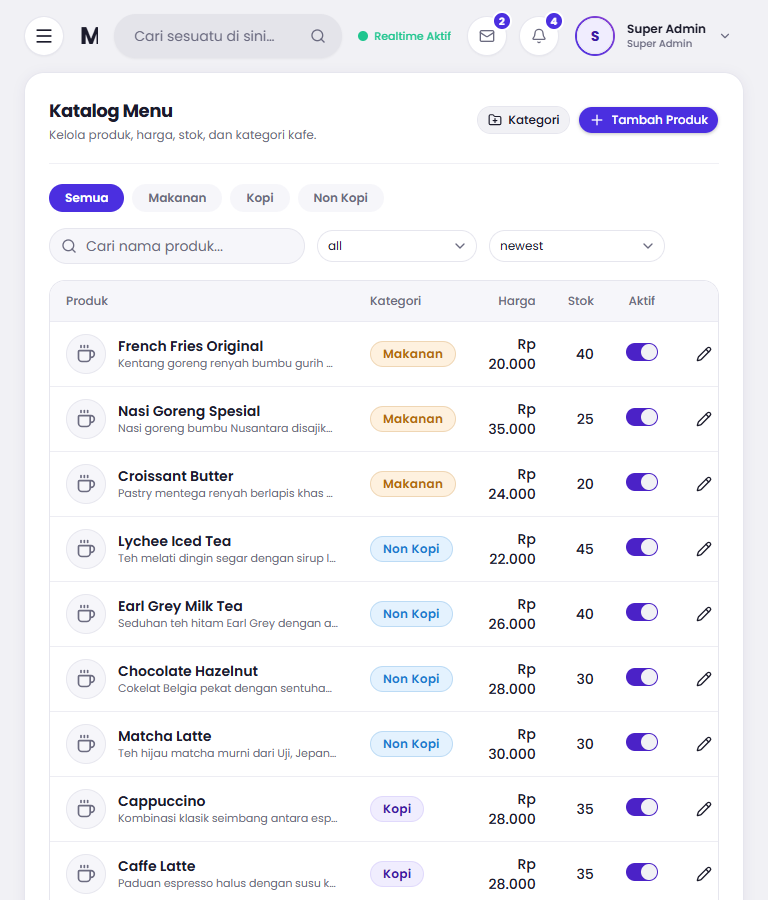 M
Cari sesuatu di sini...
Realtime Aktif
2
4
S
Super Admin
Super Admin
Katalog Menu
Kelola produk, harga, stok, dan kategori kafe.
Kategori
Tambah Produk
Semua
Makanan
Kopi
Non Kopi
Cari nama produk...
all
newest
Produk
Kategori
Harga
Stok
Aktif
French Fries Original
Kentang goreng renyah bumbu gurih ...
Makanan
Rp
20.000
40
Nasi Goreng Spesial
Nasi goreng bumbu Nusantara disajik...
Makanan
Rp
35.000
25
Croissant Butter
Pastry mentega renyah berlapis khas ...
Makanan
Rp
24.000
20
Lychee Iced Tea
Teh melati dingin segar dengan sirup l...
Non Kopi
Rp
22.000
45
Earl Grey Milk Tea
Seduhan teh hitam Earl Grey dengan a...
Non Kopi
Rp
26.000
40
Chocolate Hazelnut
Cokelat Belgia pekat dengan sentuha...
Non Kopi
Rp
28.000
30
Matcha Latte
Teh hijau matcha murni dari Uji, Jepan...
Non Kopi
Rp
30.000
30
Cappuccino
Kombinasi klasik seimbang antara esp...
Kopi
Rp
28.000
35
Caffe Latte
Paduan espresso halus dengan susu k...
Kopi
Rp
28.000
35